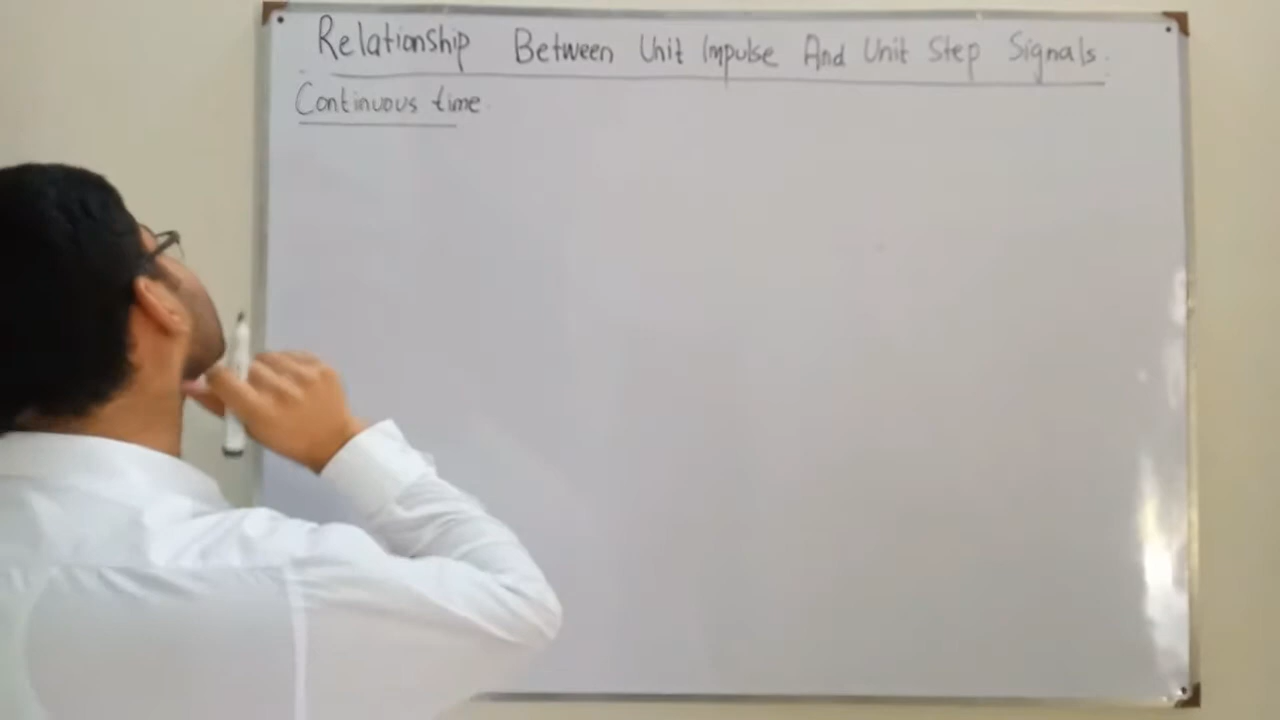 Relationship Between Unit Impulse And Unit Step Signals.
Continuous time